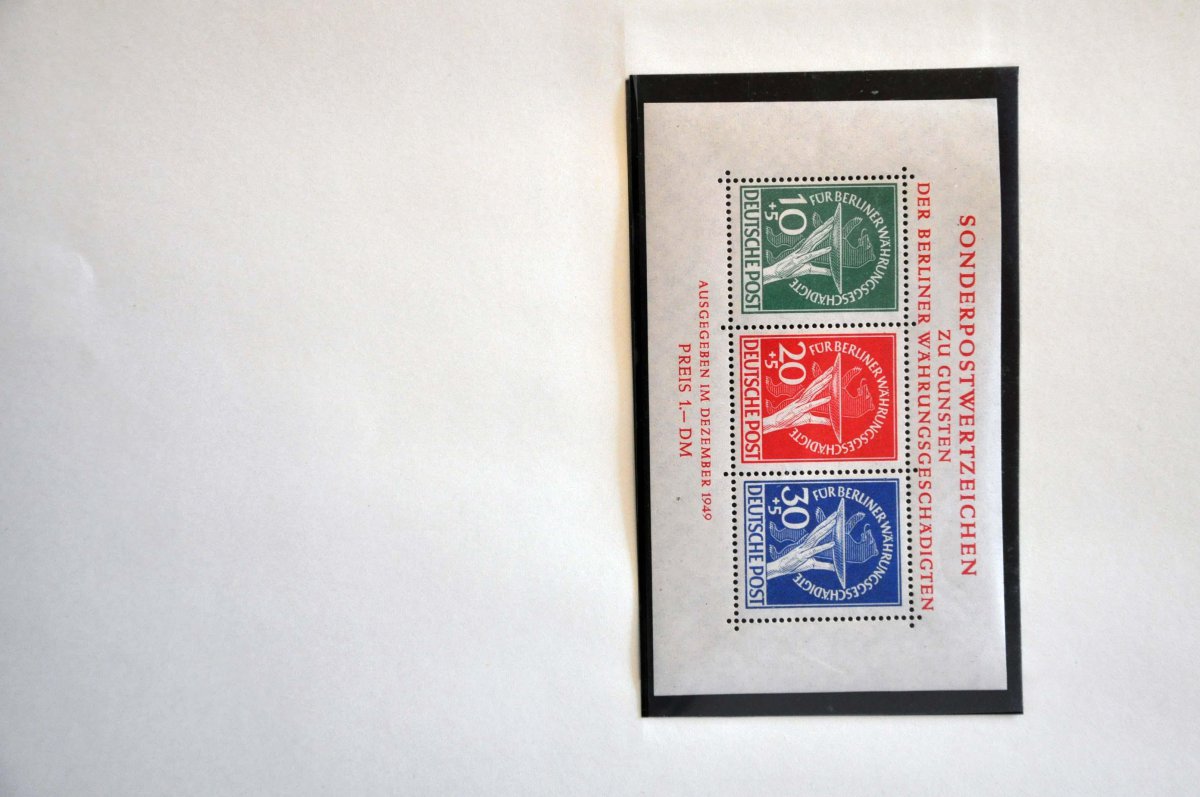 SONDERPOSTWERTZEICHEN
ZU GUNSTEN
DER BERLINER WÄHRUNGSGESCHÄDIGTEN
FÜR BERLINER WÄHRUNGSGESCHÄDIGTE
10
+5
DEUTSCHE POST
FÜR BERLINER WÄHRUNGSGESCHÄDIGTE
20
+5
DEUTSCHE POST
FÜR BERLINER WÄHRUNGSGESCHÄDIGTE
30
+5
DEUTSCHE POST
AUSGEGEBEN IM DEZEMBER 1949
PREIS 1.— DM